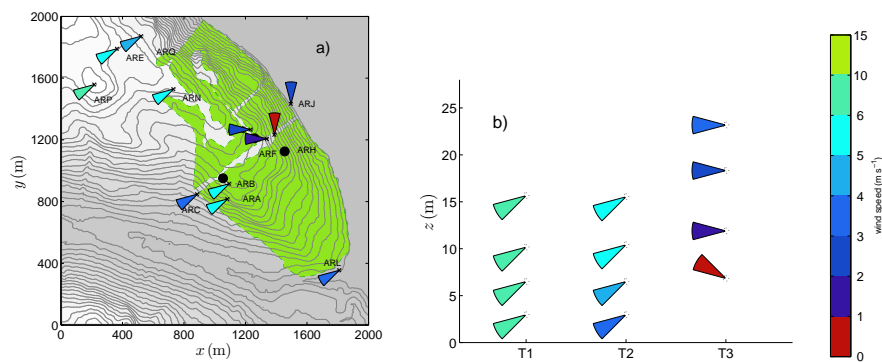 2000
1600
1200
800
400
0
y (m)
0
400
800
1200
1600
2000
x (m)
a)
ARE
ARQ
ARP
ARN
ARJ
ARF
ARH
ARB
ARA
ARC
ARL
b)
25
20
15
10
5
0
z (m)
T1
T2
T3
15
10
6
5
4
3
2
1
0
wind speed (m s⁻¹)